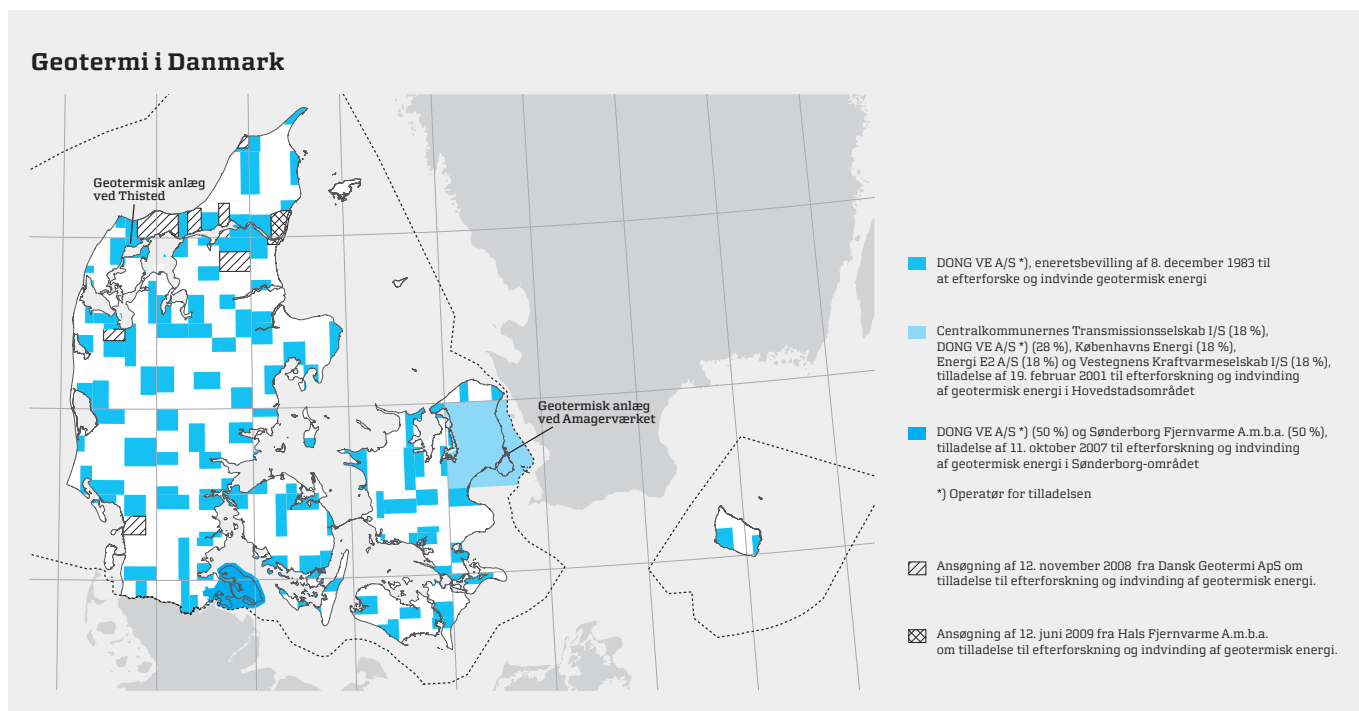 Geotermi i Danmark
Geotermisk anlæg
ved Thisted
Geotermisk anlæg
ved Amagerværket
DONG VE A/S *), eneretsbevilling af 8. december 1983 til
at efterforske og indvinde geotermisk energi
Centralkommunernes Transmissionsselskab I/S (18 %),
DONG VE A/S *) (28 %), Københavns Energi (18 %),
Energi E2 A/S (18 %) og Vestegnens Kraftvarmeselskab I/S (18 %),
tilladelse af 19. februar 2001 til efterforskning og indvinding
af geotermisk energi i Hovedstadsområdet
DONG VE A/S *) (50 %) og Sønderborg Fjernvarme A.m.b.a. (50 %),
tilladelse af 11. oktober 2007 til efterforskning og indvinding
af geotermisk energi i Sønderborg-området
*) Operatør for tilladelsen
Ansøgning af 12. november 2008 fra Dansk Geotermi ApS om
tilladelse til efterforskning og indvinding af geotermisk energi.
Ansøgning af 12. juni 2009 fra Hals Fjernvarme A.m.b.a.
om tilladelse til efterforskning og indvinding af geotermisk energi.